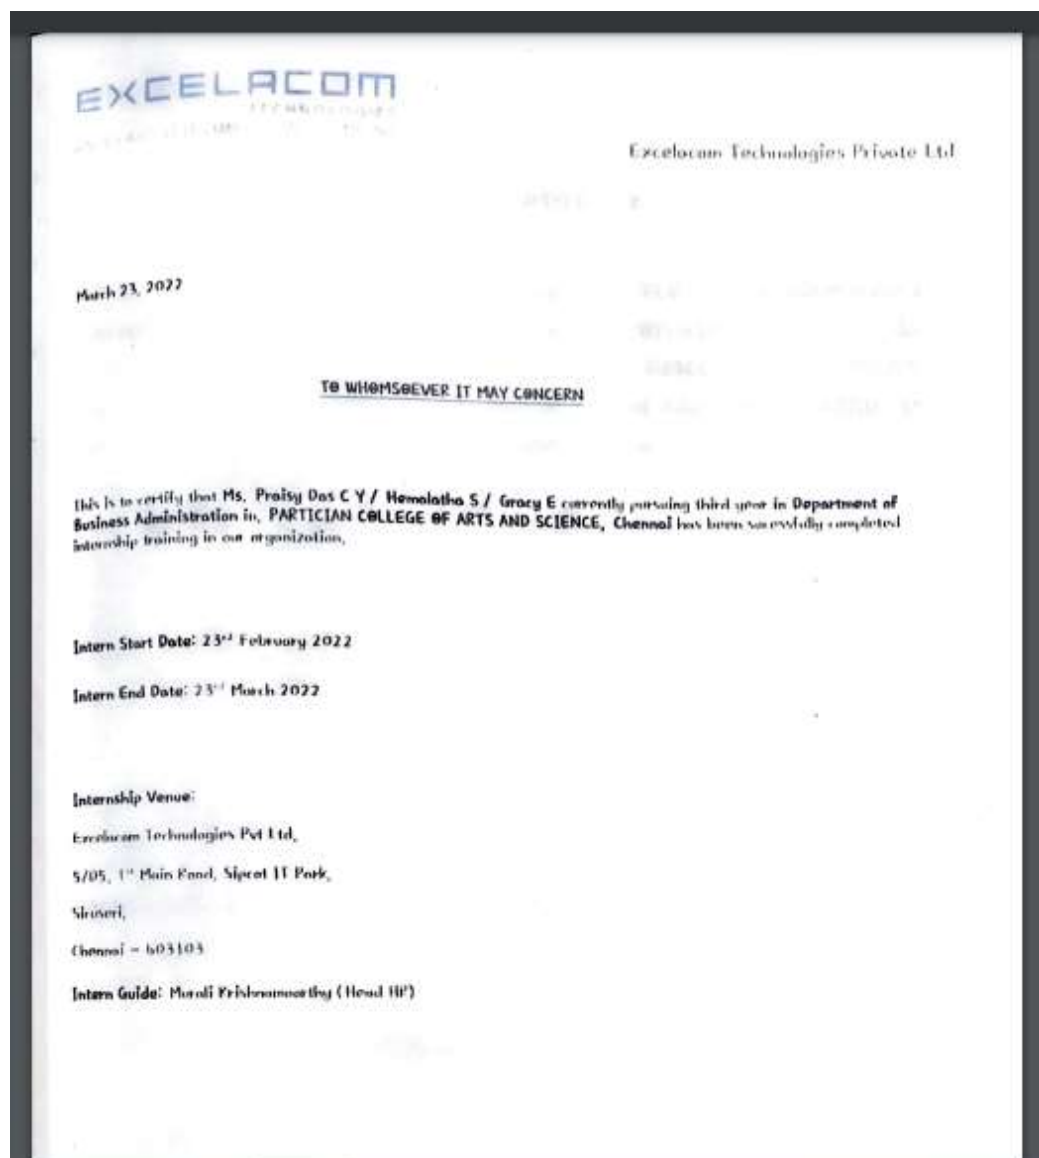 EXCELACOM
TECHNOLOGIES
Excelacom Technologies Private Ltd
March 23, 2022
TO WHOMSOEVER IT MAY CONCERN
This is to certify that Ms. Praisy Das C Y / Hemalatha S / Gracy E currently pursuing third year in Department of
Business Administration in, PARTICIAN COLLEGE OF ARTS AND SCIENCE, Chennai has been sucessfully completed
internship training in our organization.
Intern Start Date: 23rd February 2022
Intern End Date: 23rd March 2022
Internship Venue:
Excelacom Technologies Pvt Ltd,
5/D5, 1st Main Road, Sipcot IT Park,
Siruseri,
Chennai – 603103
Intern Guide: Murali Krishnamoorthy (Head HR)